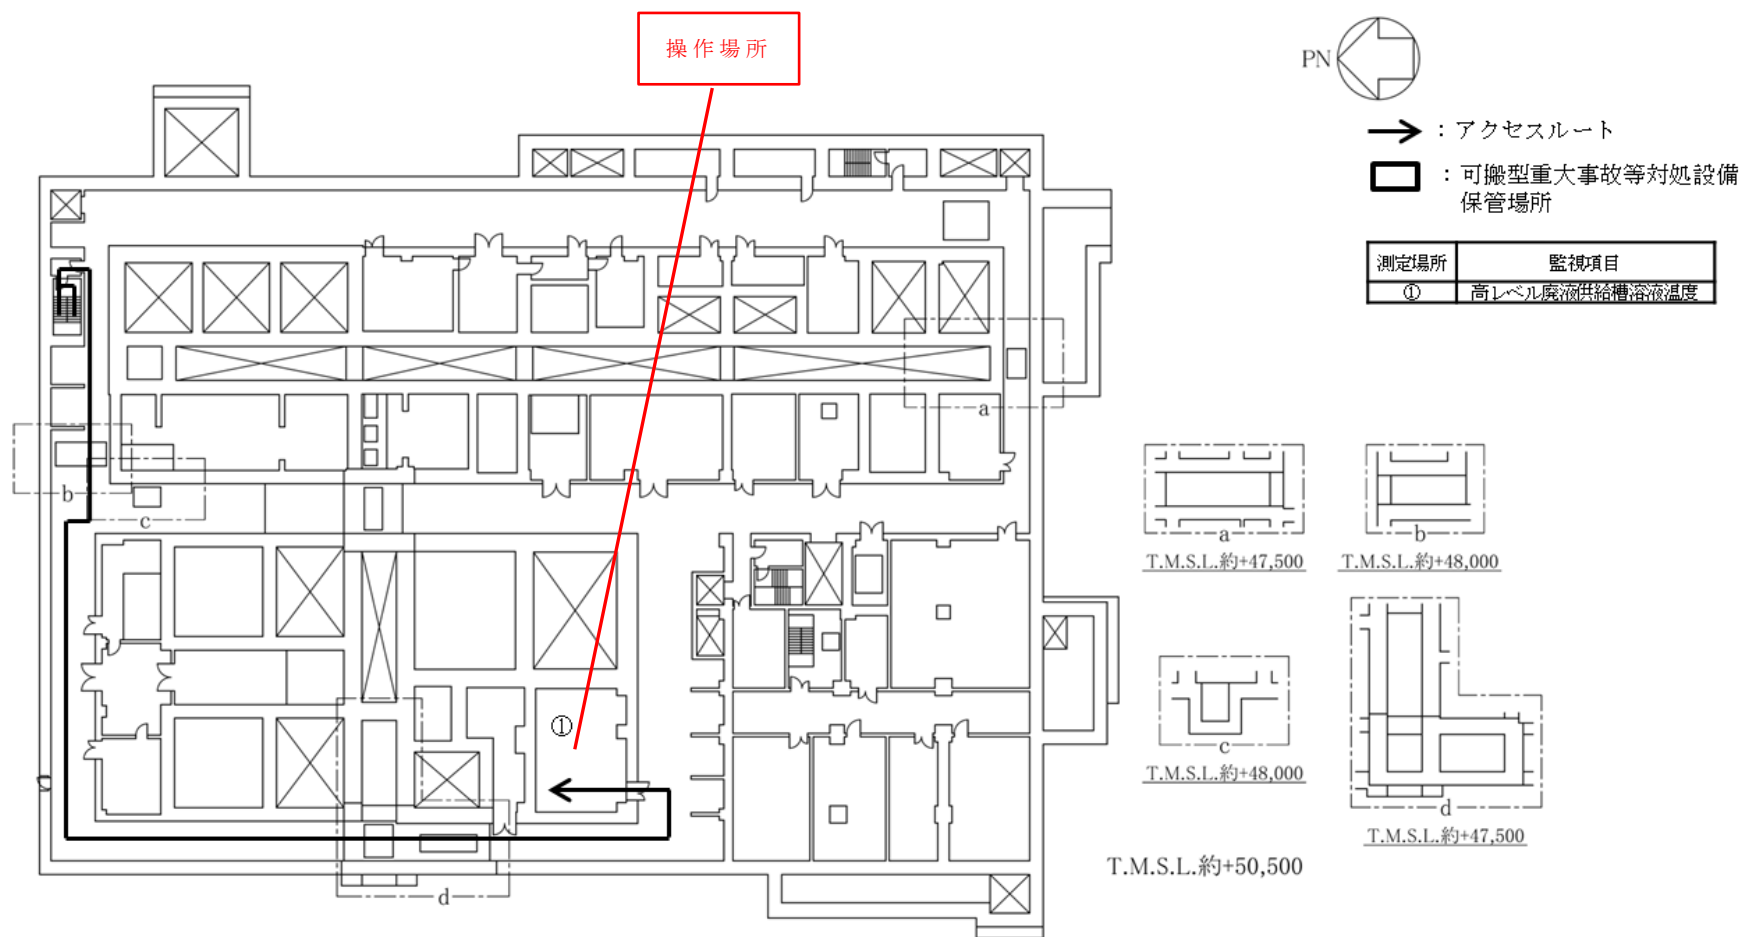 操作場所
PN
：アクセスルート
：可搬型重大事故等対処設備
保管場所
測定場所 監視項目
① 高レベル廃液供給槽溶液温度
a
b
c
①
d
a
T.M.S.L.約+47,500
b
T.M.S.L.約+48,000
c
T.M.S.L.約+48,000
d
T.M.S.L.約+47,500
T.M.S.L.約+50,500